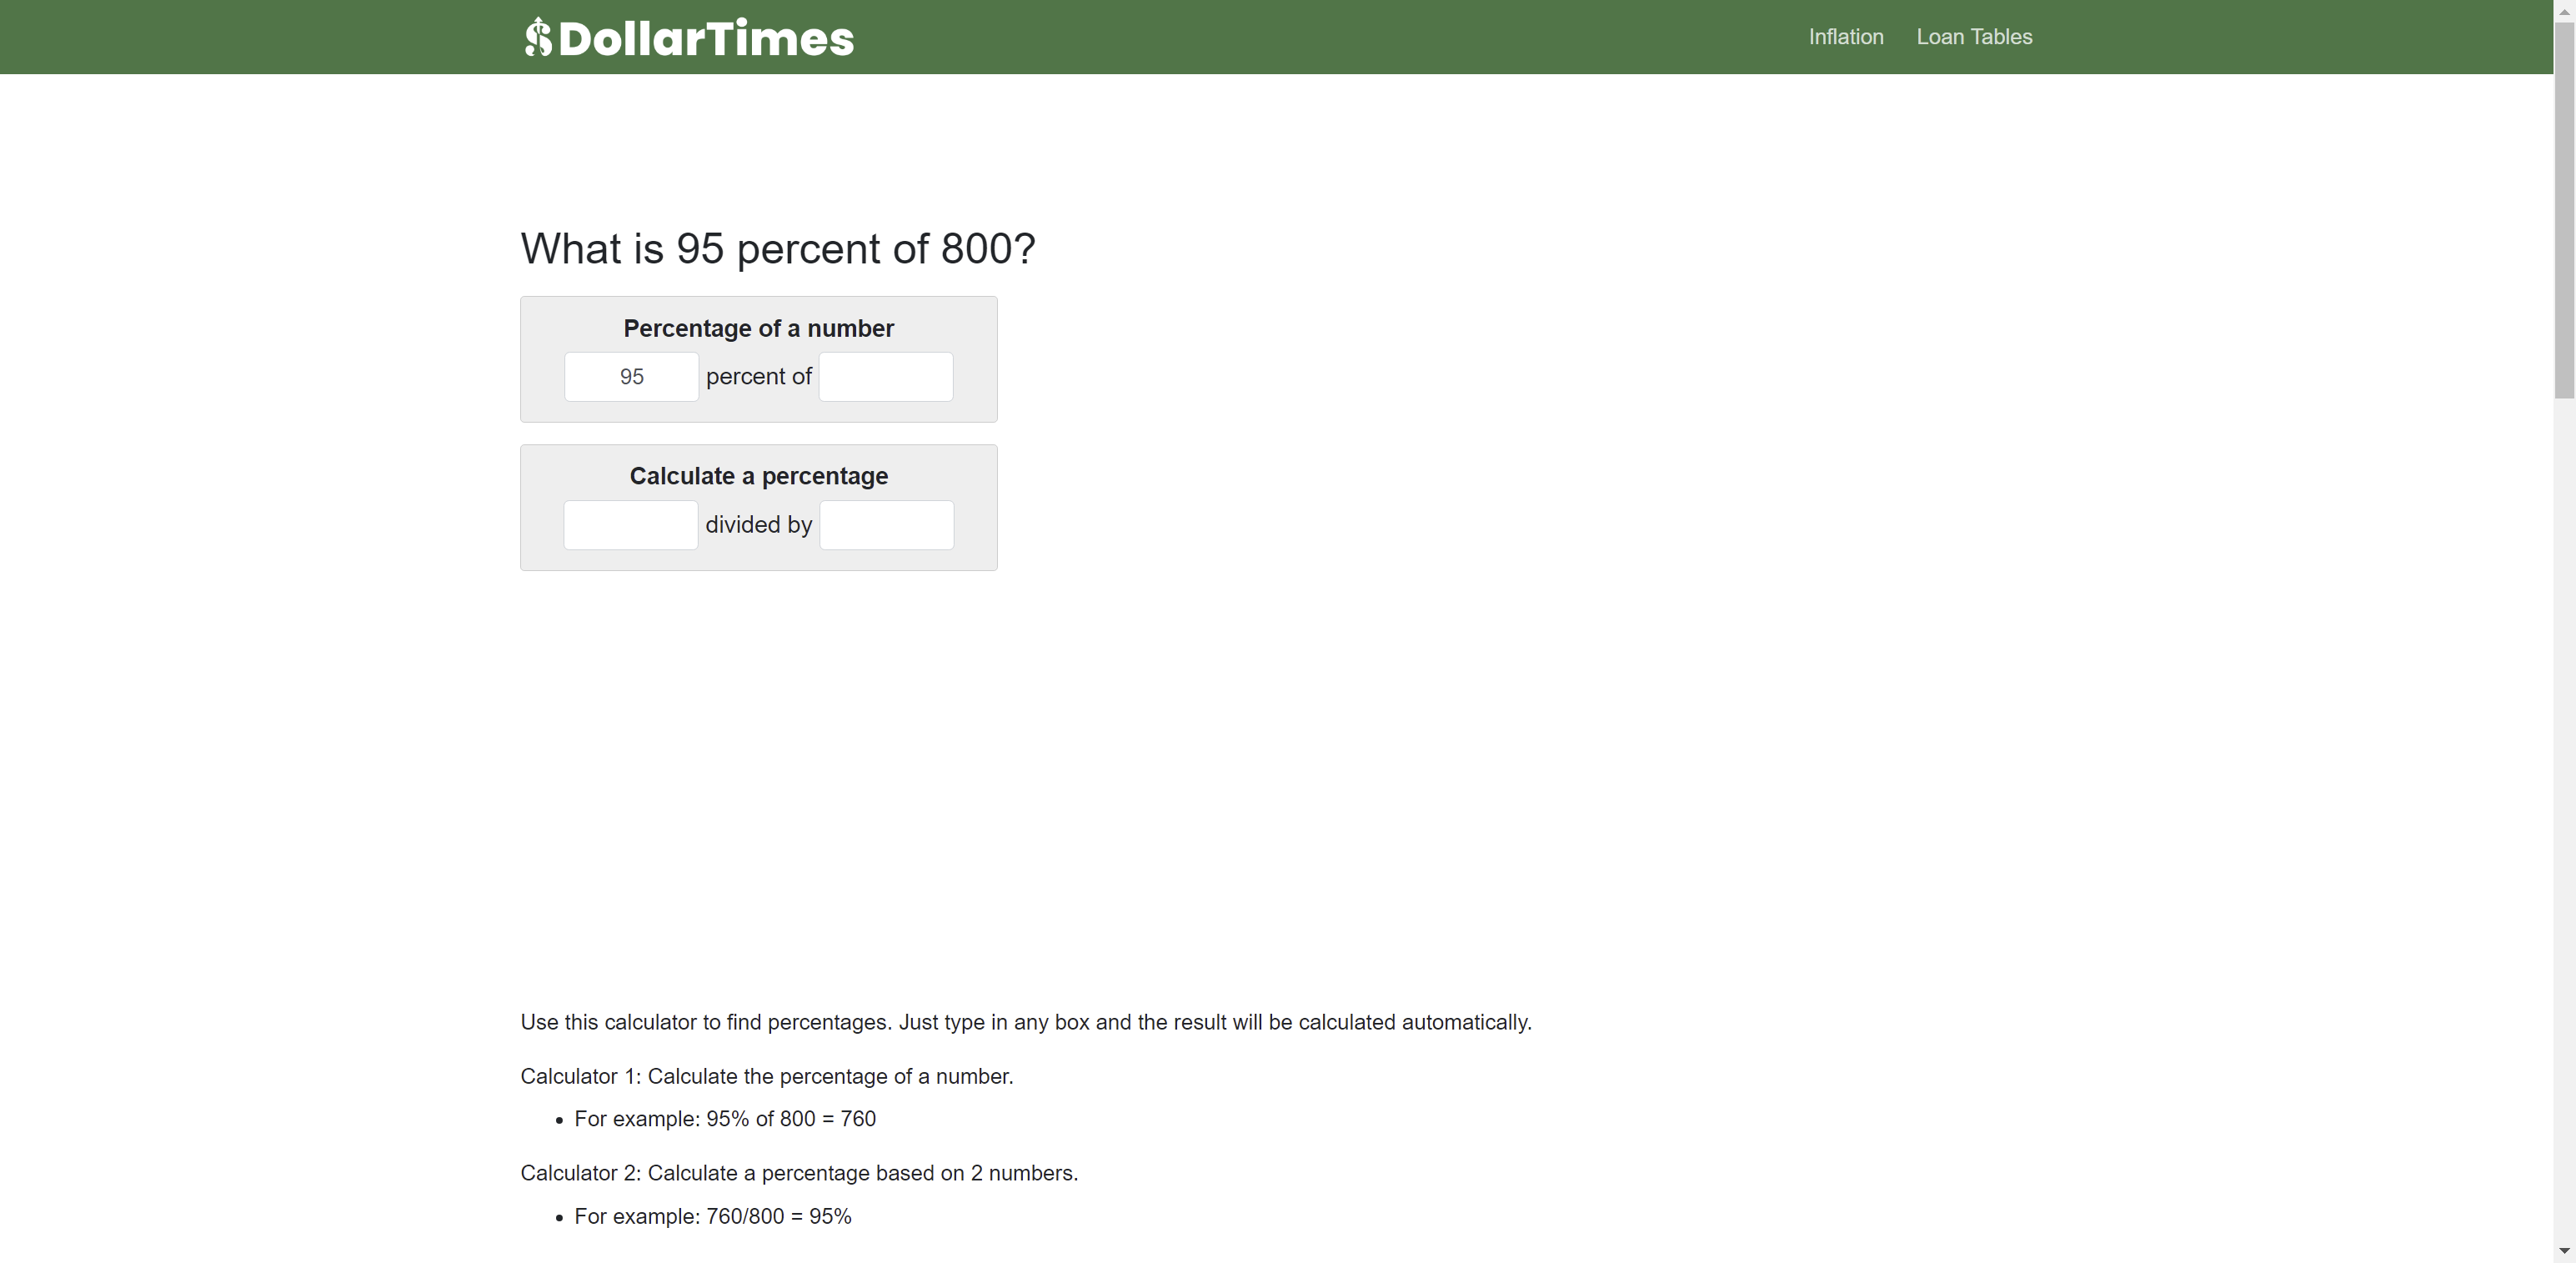 DollarTimes
Inflation Loan Tables
What is 95 percent of 800?
Percentage of a number
95 percent of
Calculate a percentage
divided by
Use this calculator to find percentages. Just type in any box and the result will be calculated automatically.
Calculator 1: Calculate the percentage of a number.
• For example: 95% of 800 = 760
Calculator 2: Calculate a percentage based on 2 numbers.
• For example: 760/800 = 95%